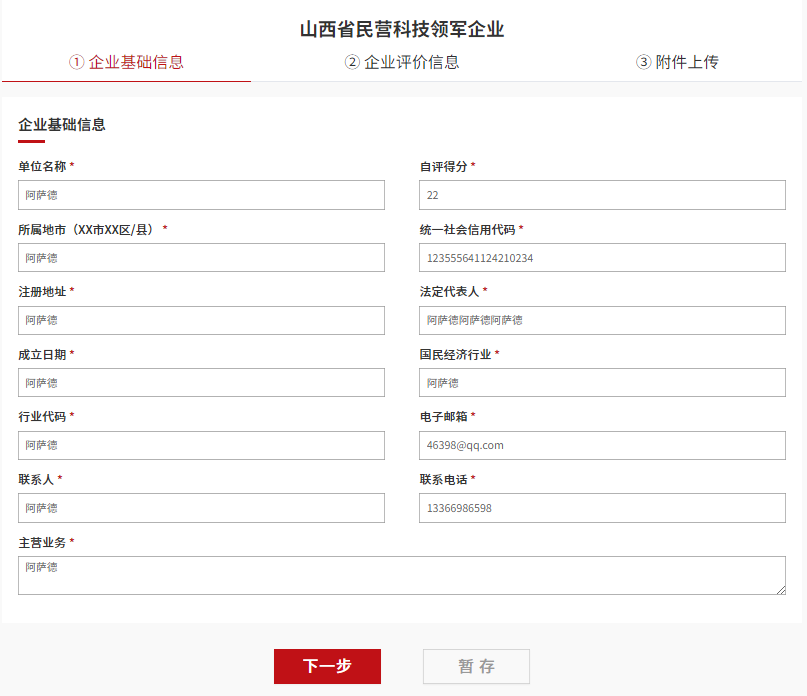 山西省民营科技领军企业
① 企业基础信息 ② 企业评价信息 ③ 附件上传
企业基础信息
单位名称 * 自评得分 *
阿萨德 22
所属地市（XX市XX区/县） * 统一社会信用代码 *
阿萨德 123555641124210234
注册地址 * 法定代表人 *
阿萨德 阿萨德阿萨德阿萨德
成立日期 * 国民经济行业 *
阿萨德 阿萨德
行业代码 * 电子邮箱 *
阿萨德 46398@qq.com
联系人 * 联系电话 *
阿萨德 13366986598
主营业务 *
阿萨德
下一步 暂 存